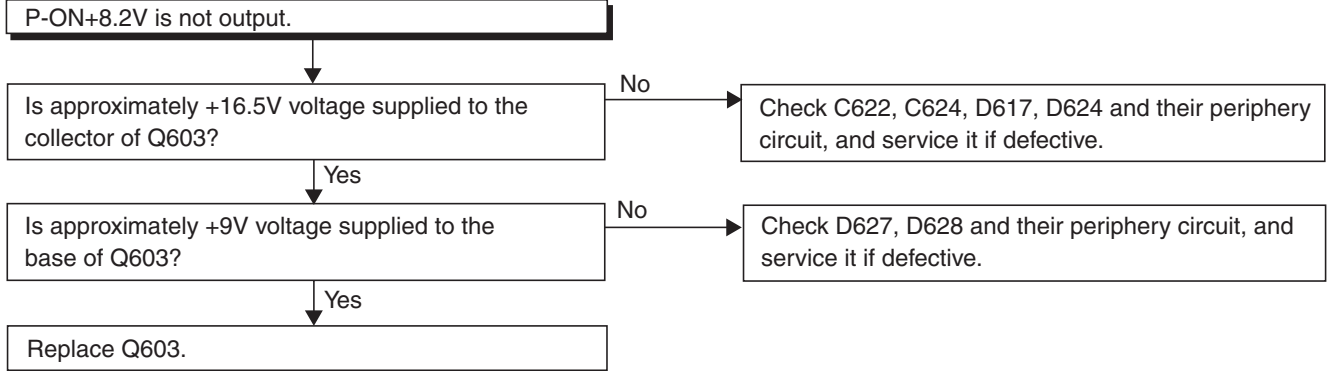 P-ON+8.2V is not output.
Is approximately +16.5V voltage supplied to the
collector of Q603?
No
Check C622, C624, D617, D624 and their periphery
circuit, and service it if defective.
Yes
Is approximately +9V voltage supplied to the
base of Q603?
No
Check D627, D628 and their periphery circuit, and
service it if defective.
Yes
Replace Q603.